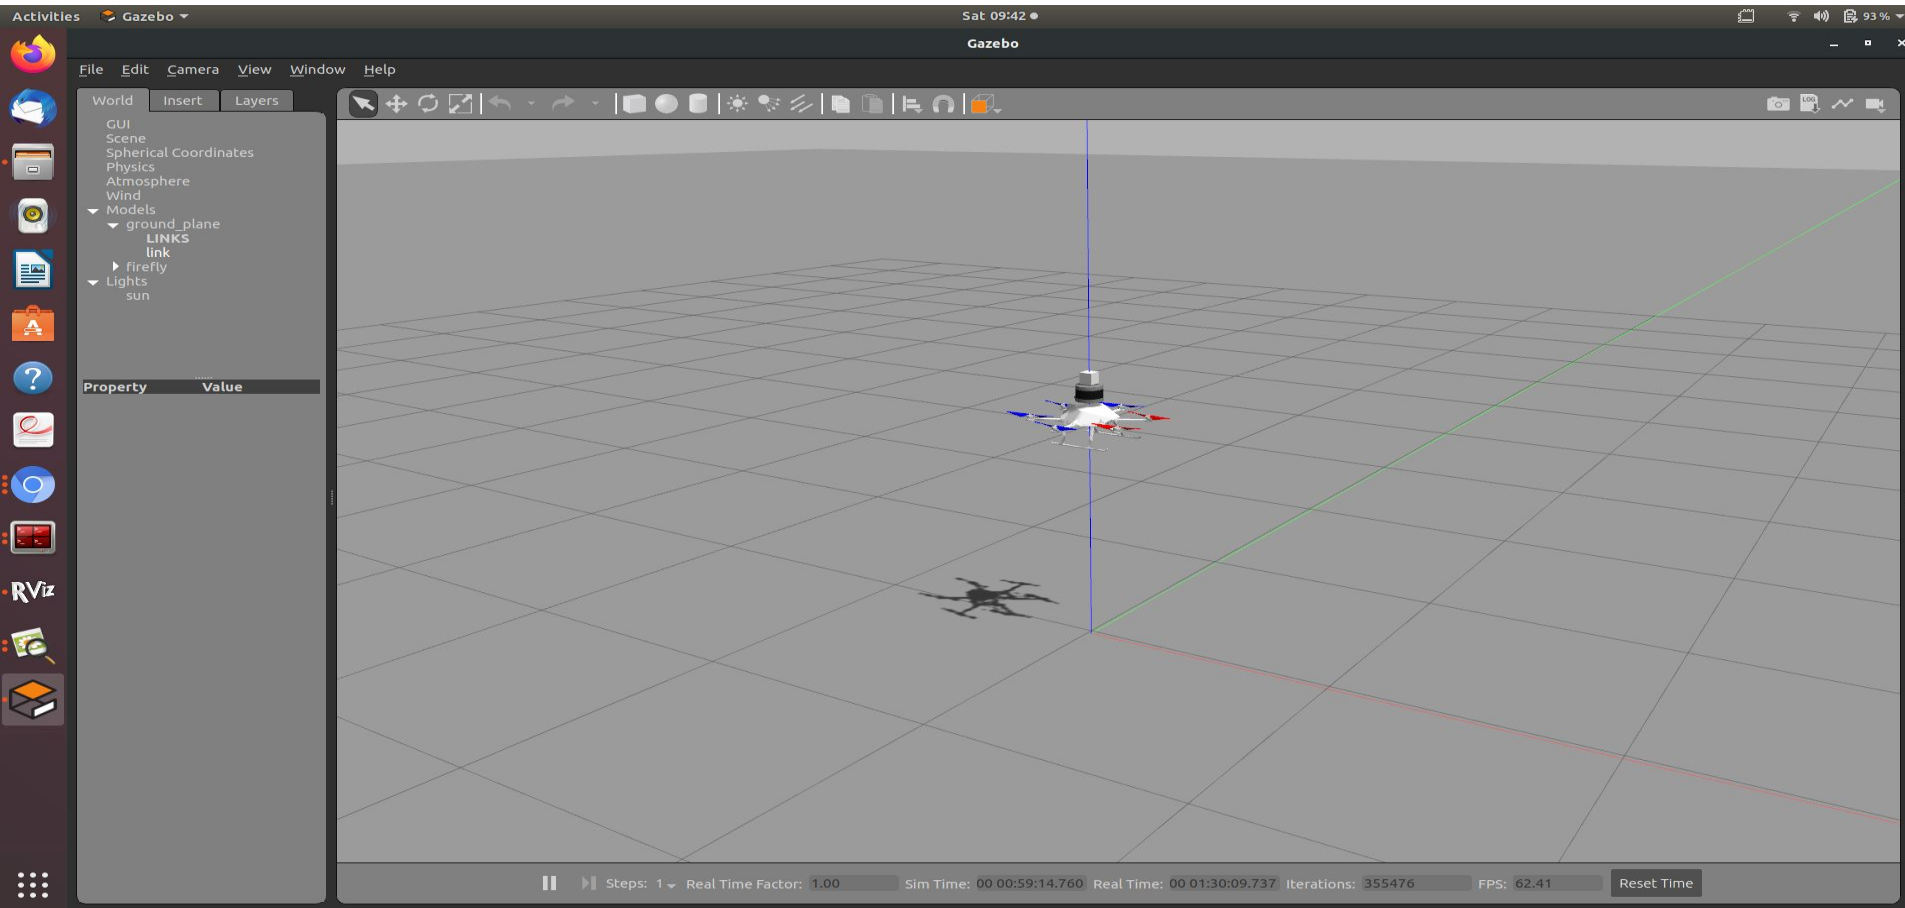 Activities Gazebo Sat 09:42 93 %
Gazebo
File Edit Camera View Window Help
World Insert Layers
GUI
Scene
Spherical Coordinates
Physics
Atmosphere
Wind
Models
ground_plane
LINKS
link
firefly
Lights
sun
Property Value
RViz
LOG
Steps: 1 Real Time Factor: 1.00 Sim Time: 00 00:59:14.760 Real Time: 00 01:30:09.737 Iterations: 355476 FPS: 62.41 Reset Time